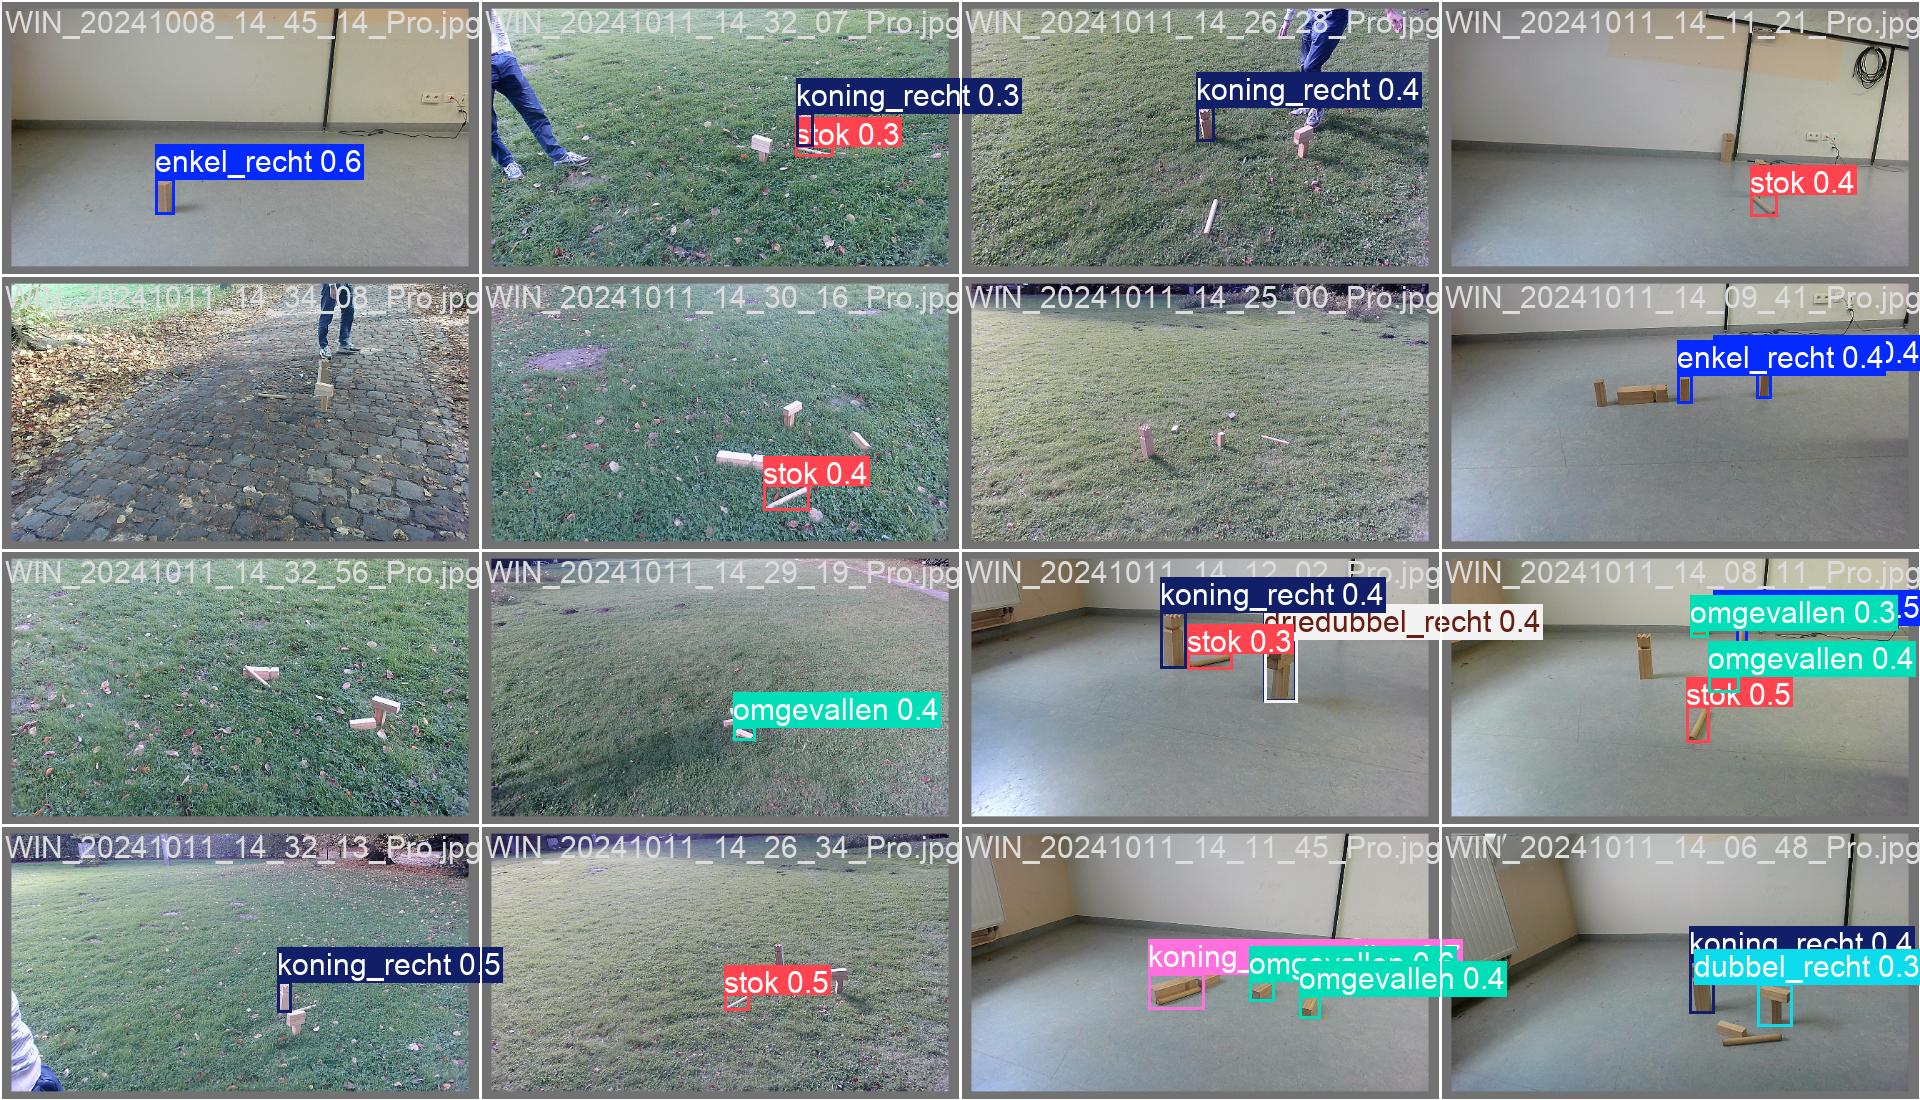 WIN_20241008_14_45_14_Pro.jpg
enkel_recht 0.6
WIN_20241011_14_32_07_Pro.jpg
koning_recht 0.3
stok 0.3
WIN_20241011_14_26_28_Pro.jpg
koning_recht 0.4
WIN_20241011_14_11_21_Pro.jpg
stok 0.4
WIN_20241011_14_34_08_Pro.jpg
WIN_20241011_14_30_16_Pro.jpg
stok 0.4
WIN_20241011_14_25_00_Pro.jpg
WIN_20241011_14_09_41_Pro.jpg
enkel_recht 0.4
WIN_20241011_14_32_56_Pro.jpg
WIN_20241011_14_29_19_Pro.jpg
omgevallen 0.4
WIN_20241011_14_12_02_Pro.jpg
koning_recht 0.4
driedubbel_recht 0.4
stok 0.3
WIN_20241011_14_08_11_Pro.jpg
omgevallen 0.3
omgevallen 0.4
stok 0.5
WIN_20241011_14_32_13_Pro.jpg
koning_recht 0.5
WIN_20241011_14_26_34_Pro.jpg
stok 0.5
WIN_20241011_14_11_45_Pro.jpg
koning_
omgevallen
omgevallen 0.4
WIN_20241011_14_06_48_Pro.jpg
koning_recht 0.4
dubbel_recht 0.3